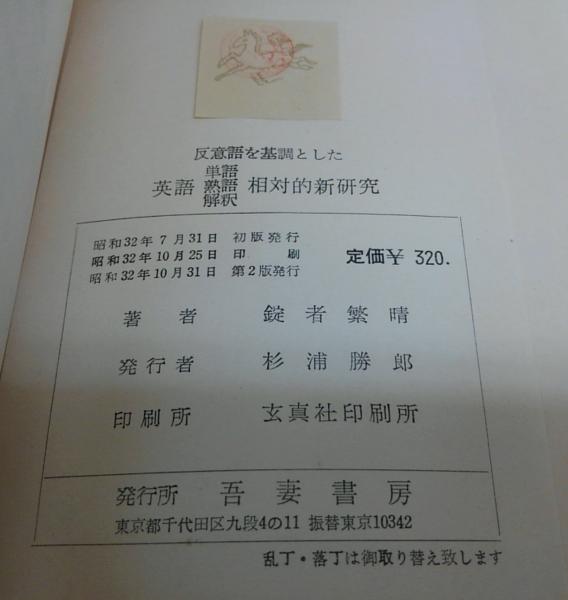 反意語を基調とした
英語 単語 熟語 解釈 相対的新研究
昭和32年7月31日 初版発行
昭和32年10月25日 印刷
昭和32年10月31日 第2版発行
定価¥ 320.
著者 錠者繁晴
発行者 杉浦勝郎
印刷所 玄真社印刷所
発行所 吾妻書房
東京都千代田区九段4の11 振替東京10342
乱丁・落丁は御取り替え致します